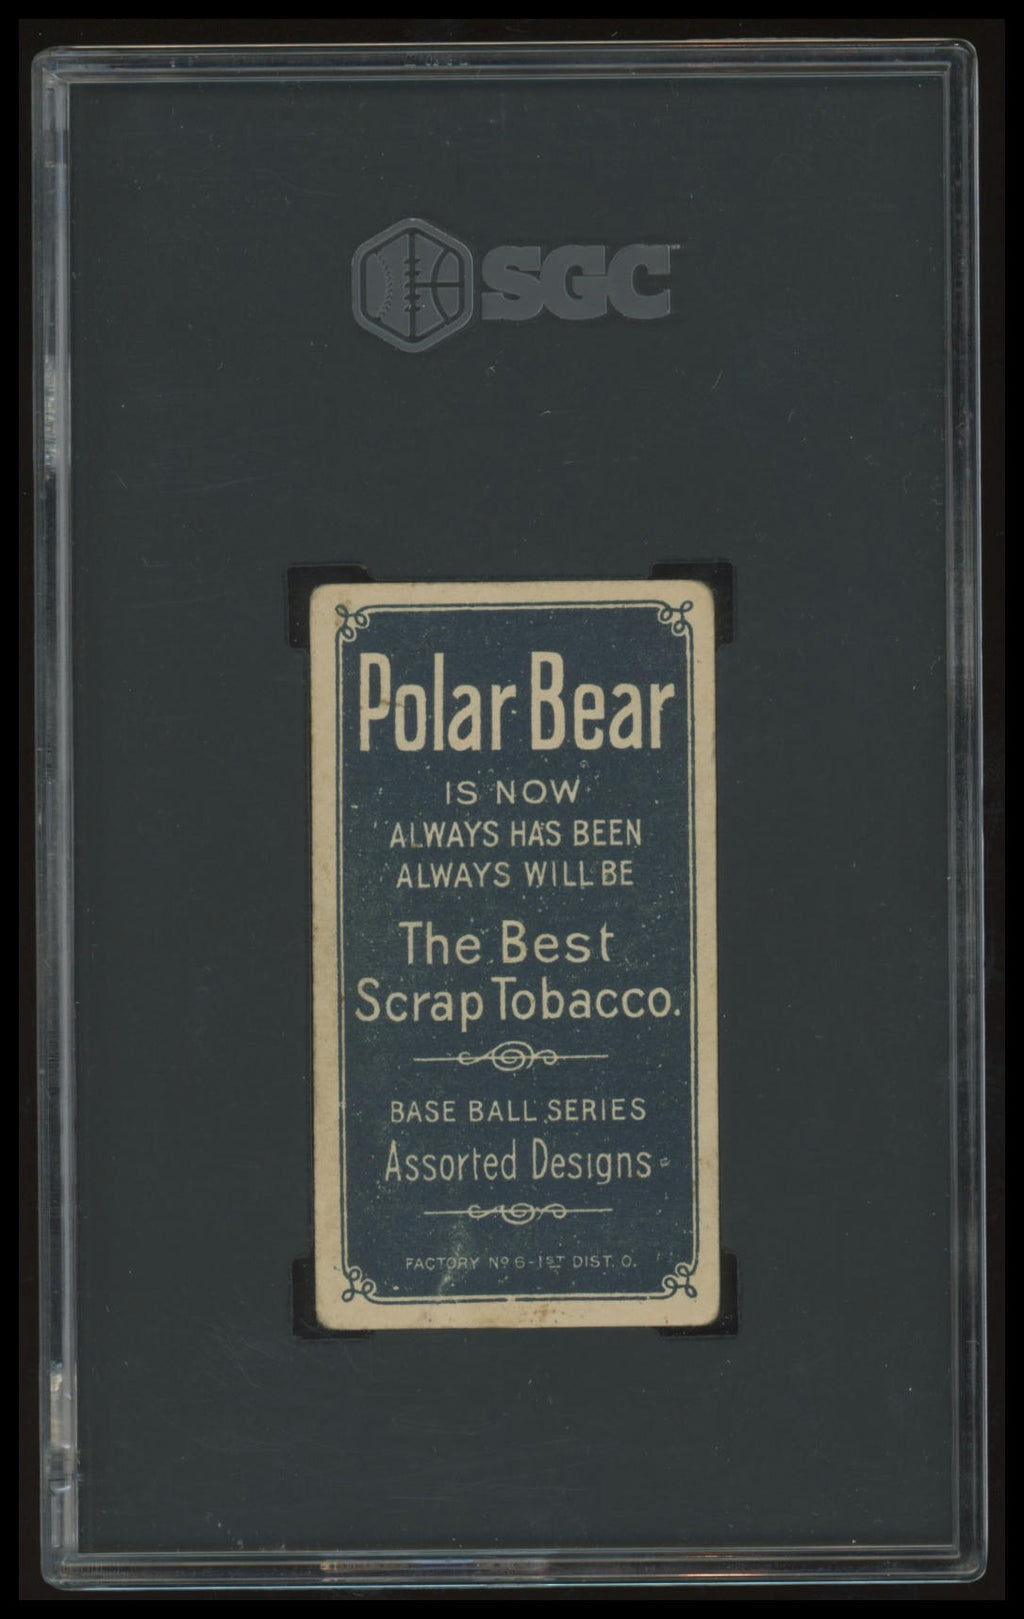 SGC
Polar Bear
IS NOW
ALWAYS HAS BEEN
ALWAYS WILL BE
The Best
Scrap Tobacco.
BASE BALL SERIES
Assorted Designs
FACTORY Nº 6-1ST DIST. O.